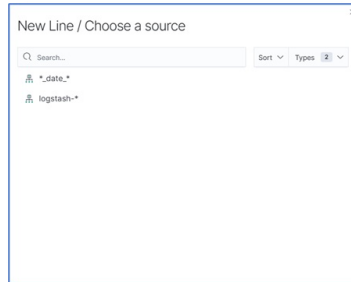 New Line / Choose a source
Search...
Sort
Types 2
*_date_*
logstash-*